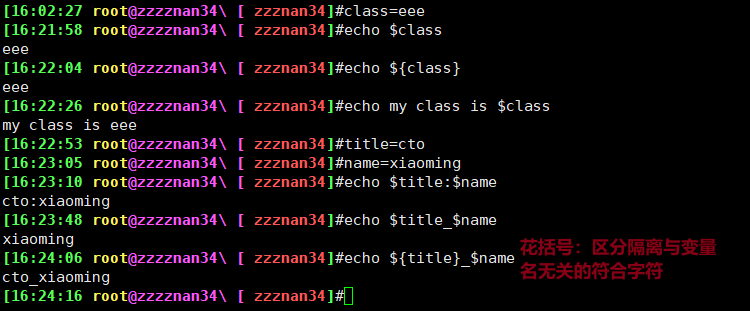 [16:02:27 root@zzzznan34\ [ zzznan34]#class=eee
[16:21:58 root@zzzznan34\ [ zzznan34]#echo $class
eee
[16:22:04 root@zzzznan34\ [ zzznan34]#echo ${class}
eee
[16:22:26 root@zzzznan34\ [ zzznan34]#echo my class is $class
my class is eee
[16:22:53 root@zzzznan34\ [ zzznan34]#title=cto
[16:23:05 root@zzzznan34\ [ zzznan34]#name=xiaoming
[16:23:10 root@zzzznan34\ [ zzznan34]#echo $title:$name
cto:xiaoming
[16:23:48 root@zzzznan34\ [ zzznan34]#echo $title_$name
xiaoming
[16:24:06 root@zzzznan34\ [ zzznan34]#echo ${title}_$name
cto_xiaoming
[16:24:16 root@zzzznan34\ [ zzznan34]#
花括号：区分隔离与变量
名无关的符合字符